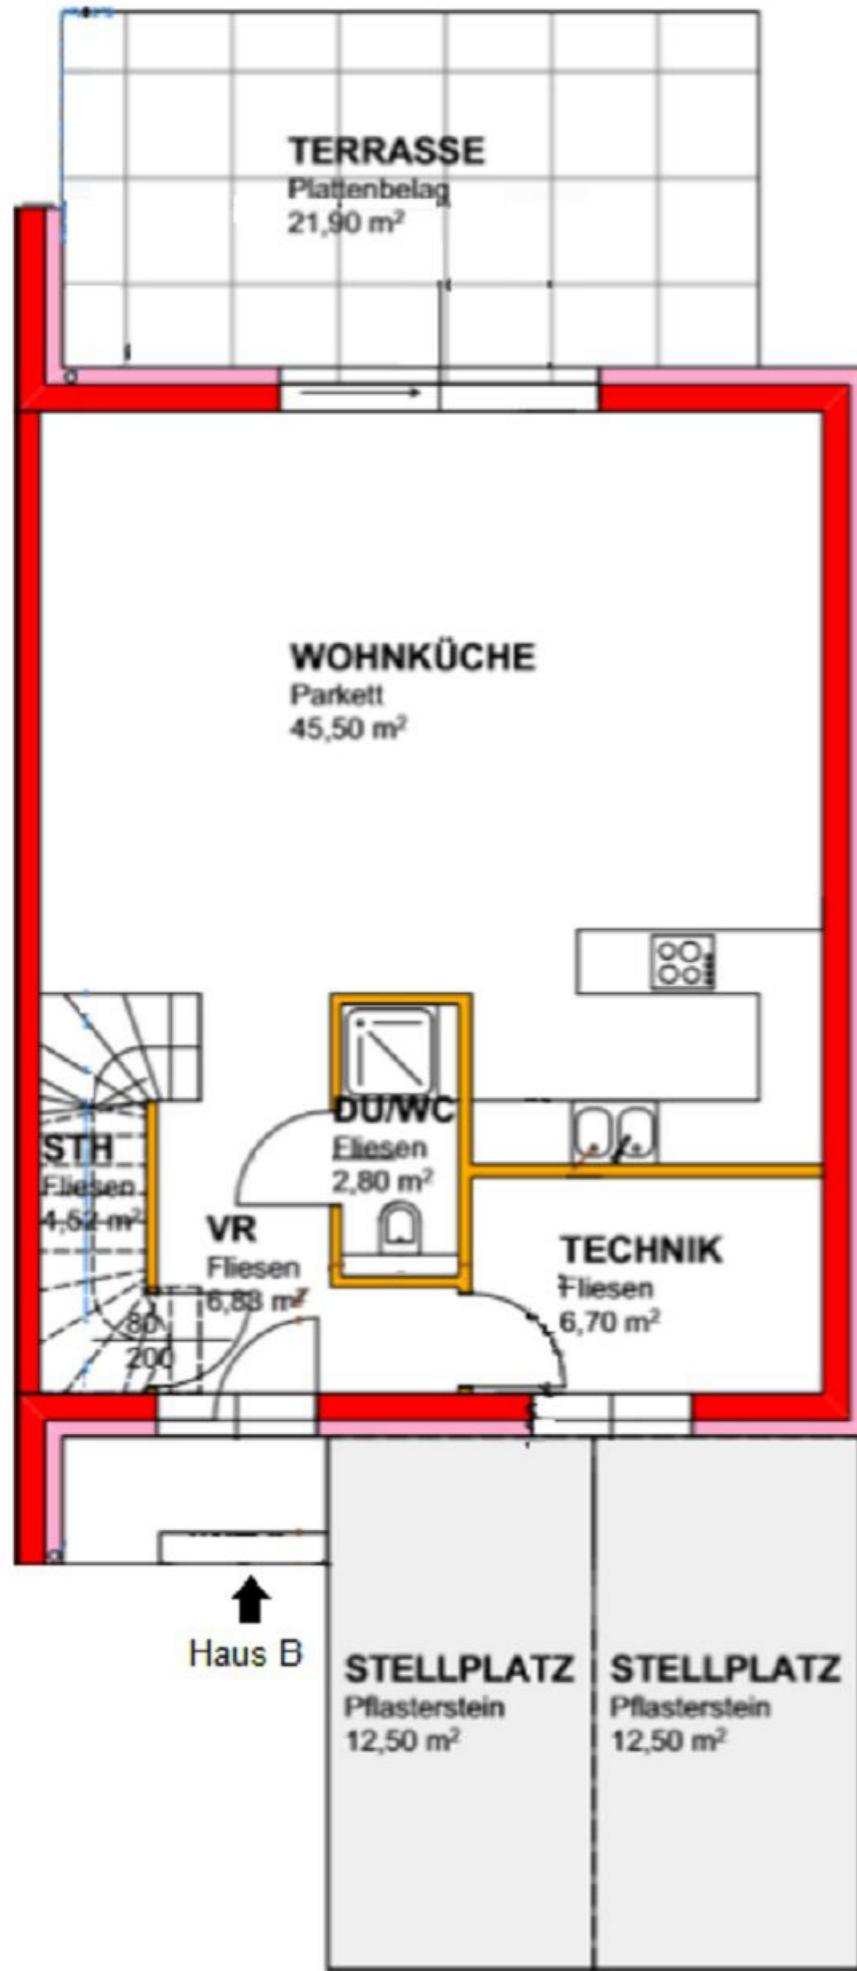 TERRASSE
Plattenbelag
21,90 m²
WOHNKÜCHE
Parkett
45,50 m²
DU/WC
Fliesen
2,80 m²
STH
Fliesen
4,52 m²
VR
Fliesen
6,83 m²
TECHNIK
Fliesen
6,70 m²
80
200
Haus B
STELLPLATZ
Pflasterstein
12,50 m²
STELLPLATZ
Pflasterstein
12,50 m²